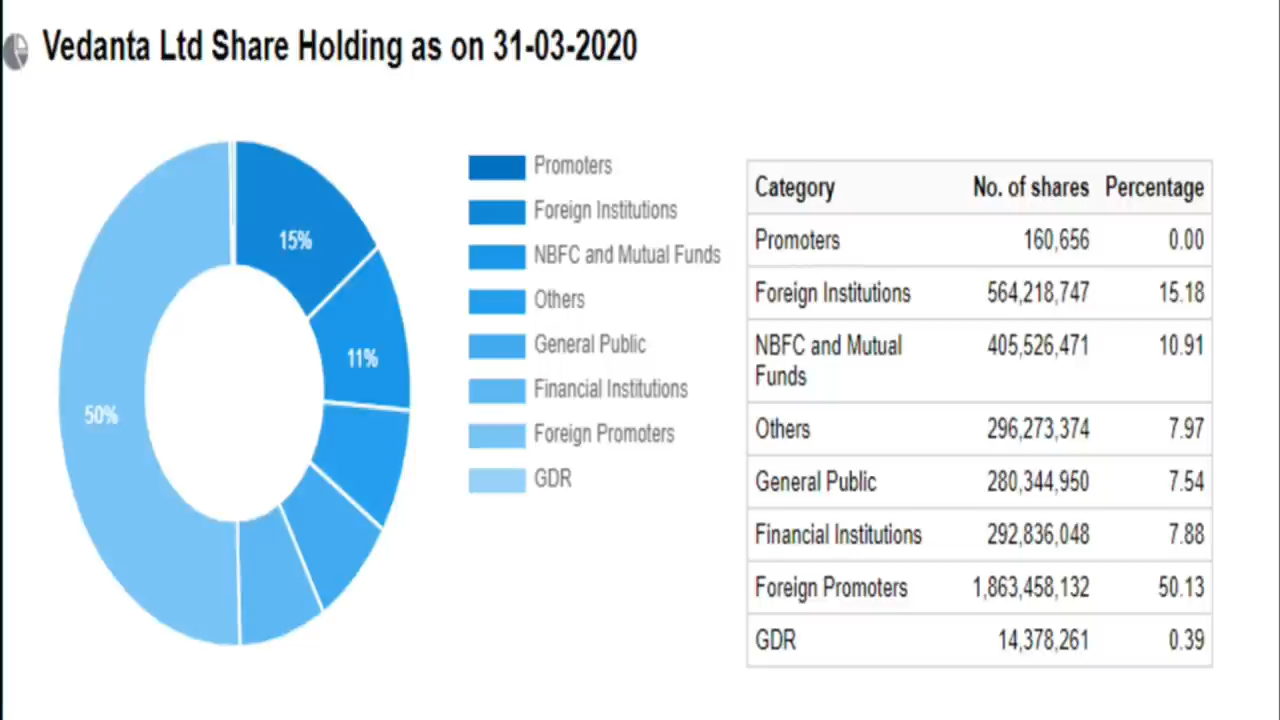 Vedanta Ltd Share Holding as on 31-03-2020
15%
11%
50%
Promoters
Foreign Institutions
NBFC and Mutual Funds
Others
General Public
Financial Institutions
Foreign Promoters
GDR
Category No. of shares Percentage
Promoters 160,656 0.00
Foreign Institutions 564,218,747 15.18
NBFC and Mutual 405,526,471 10.91
Funds
Others 296,273,374 7.97
General Public 280,344,950 7.54
Financial Institutions 292,836,048 7.88
Foreign Promoters 1,863,458,132 50.13
GDR 14,378,261 0.39